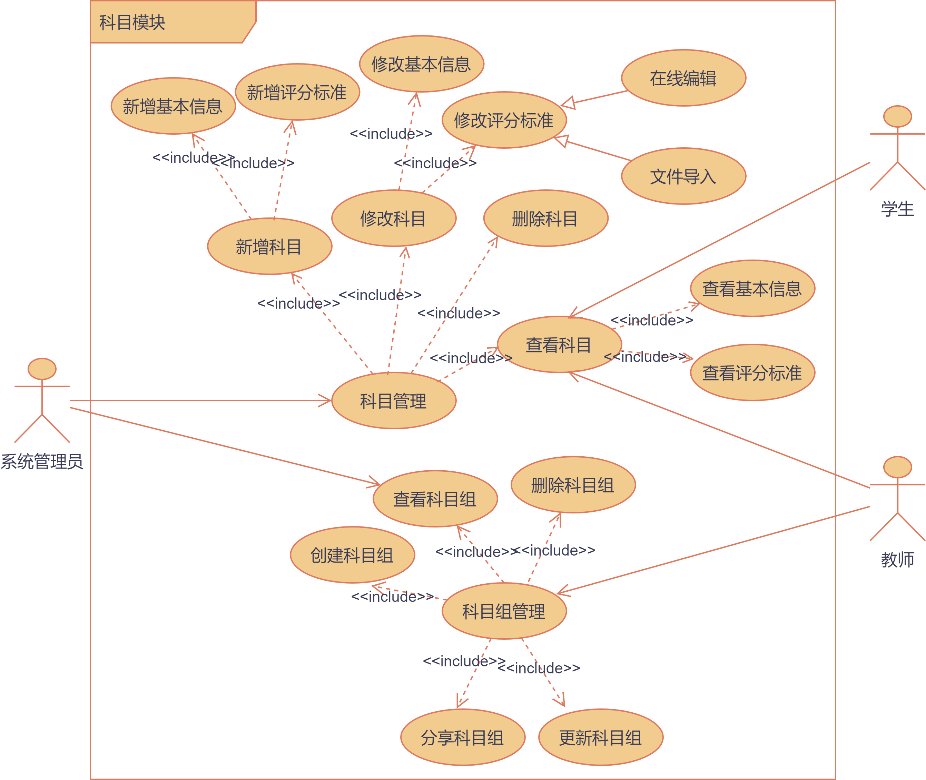 科目模块
修改基本信息
新增基本信息
新增评分标准
在线编辑
修改评分标准
<<include>>
<<include>>
<<include>>
<<include>>
文件导入
学生
修改科目
删除科目
新增科目
查看基本信息
<<include>>
<<include>>
<<include>>
<<include>>
查看科目
<<include>>
<<include>>
查看评分标准
科目管理
系统管理员
删除科目组
查看科目组
<<include>>
<<include>>
创建科目组
教师
<<include>>
科目组管理
<<include>>
<<include>>
分享科目组
更新科目组